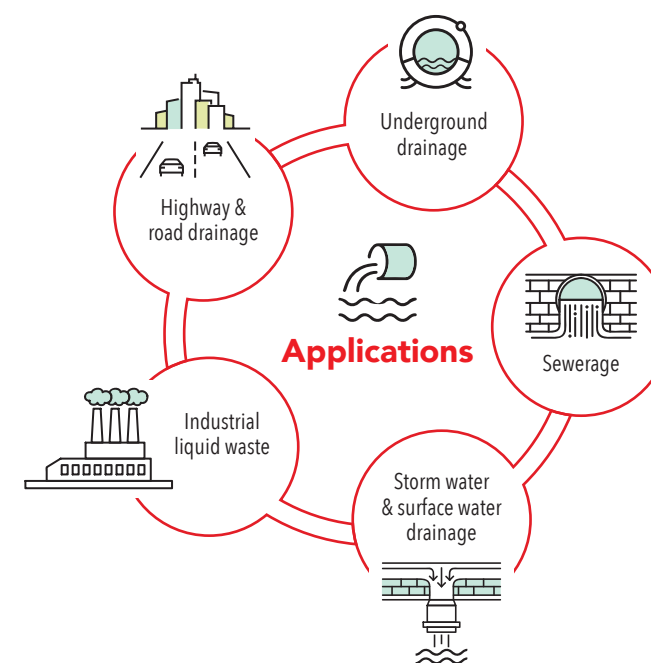 Underground
drainage
Highway &
road drainage
Applications
Sewerage
Industrial
liquid waste
Storm water
& surface water
drainage